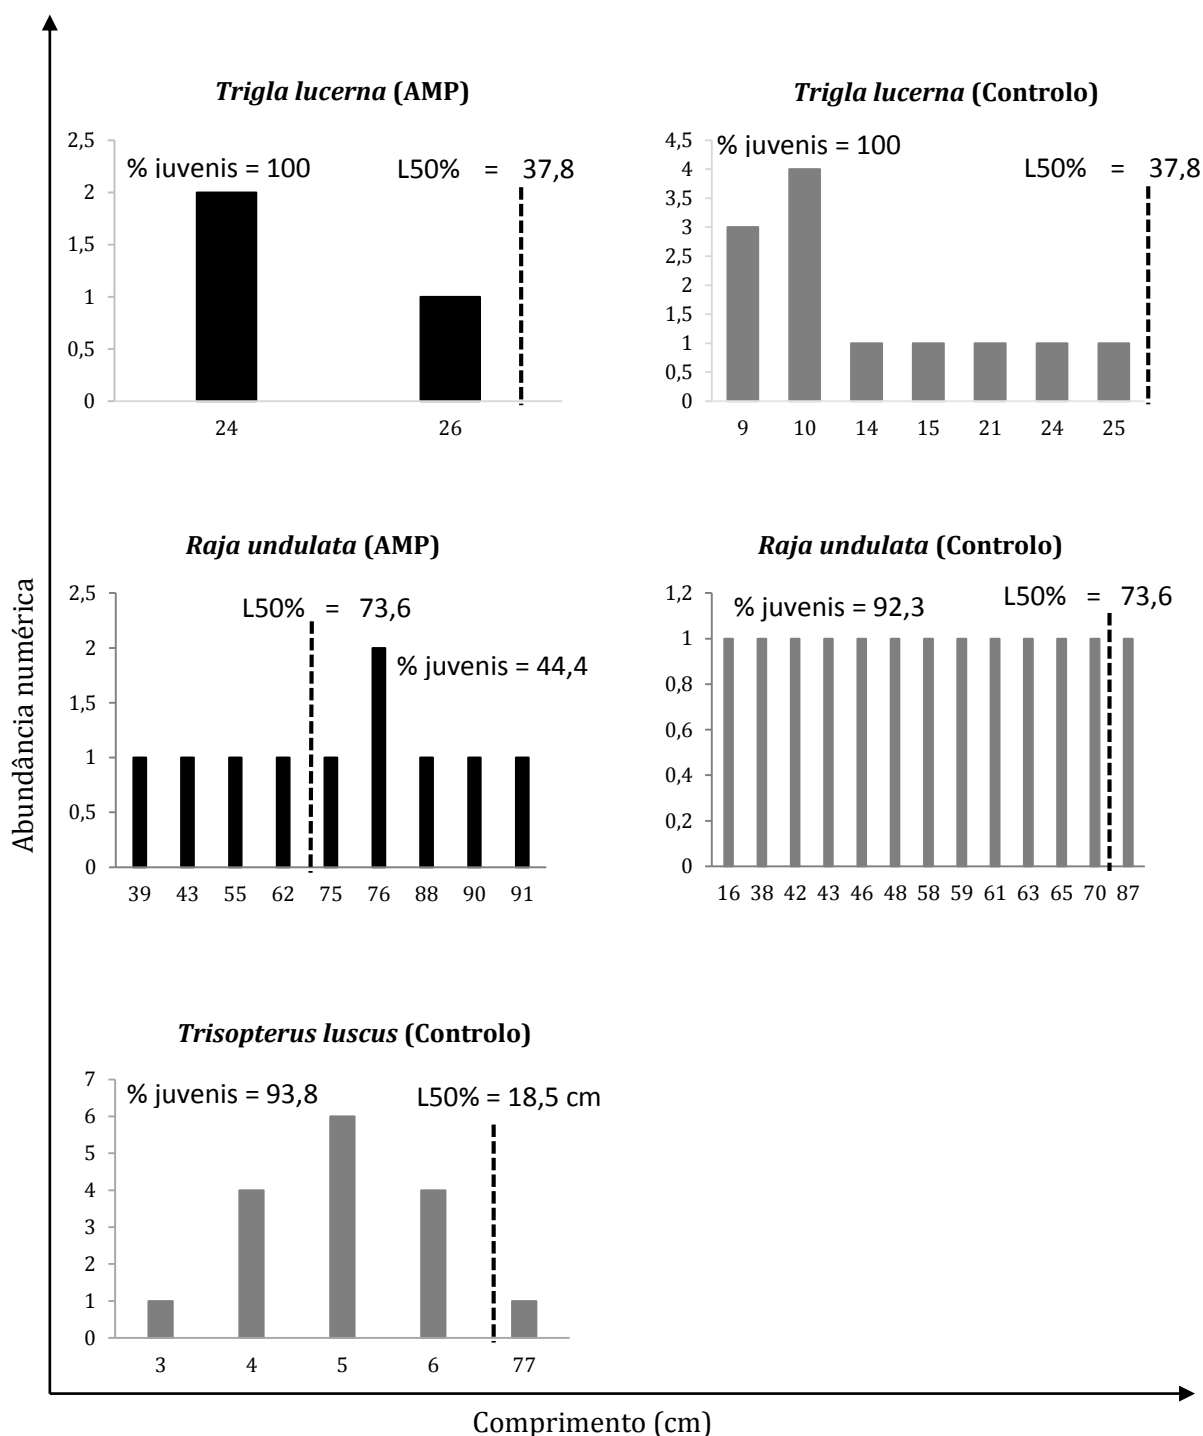 Trigla lucerna (AMP)
% juvenis = 100
L50% = 37,8
2,5
2
1,5
1
0,5
0
24 26
Trigla lucerna (Controlo)
% juvenis = 100
L50% = 37,8
4,5
4
3,5
3
2,5
2
1,5
1
0,5
0
9 10 14 15 21 24 25
Raja undulata (AMP)
L50% = 73,6
% juvenis = 44,4
2,5
2
1,5
1
0,5
0
39 43 55 62 75 76 88 90 91
Raja undulata (Controlo)
% juvenis = 92,3
L50% = 73,6
1,2
1
0,8
0,6
0,4
0,2
0
16 38 42 43 46 48 58 59 61 63 65 70 87
Trisopterus luscus (Controlo)
% juvenis = 93,8
L50% = 18,5 cm
7
6
5
4
3
2
1
0
3 4 5 6 77
Abundância numérica
Comprimento (cm)